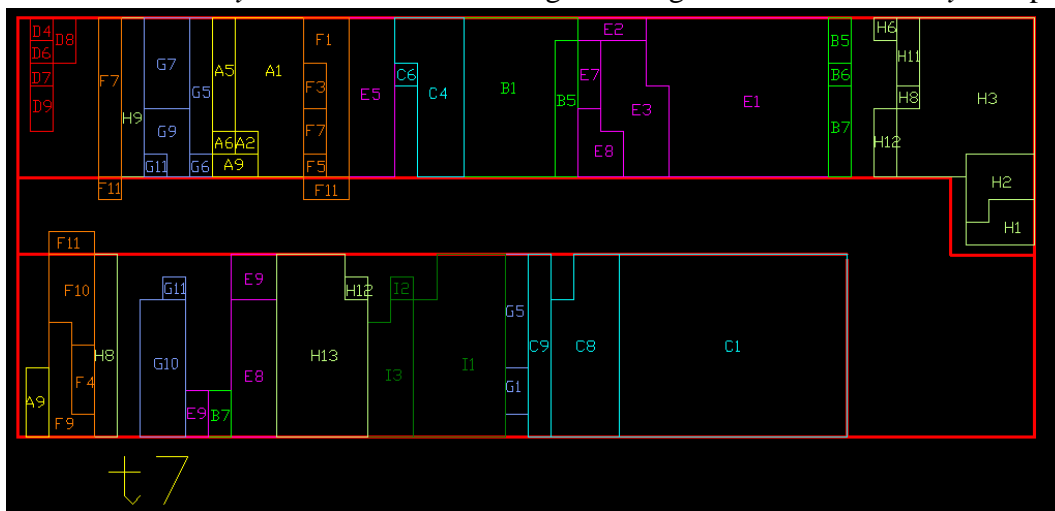 D4 D8 F1 E2 B5 H6
D6 G7 A5 A1 C6 E7 B6 H11
D7 F7 G5 F3 E5 C4 B1 B5 E1 H8 H3
D9 H9 G9 F7 E3 B7
A6 A2 E8 H12
G11 G6 A9 F5
F11 F11 H2
H1
F11
F10 G11 E9 H12 I2
G5
H8 H13 C9 C8 C1
G10 I1
F4 E8 I3 G1
A9 E9 B7
F9
t7